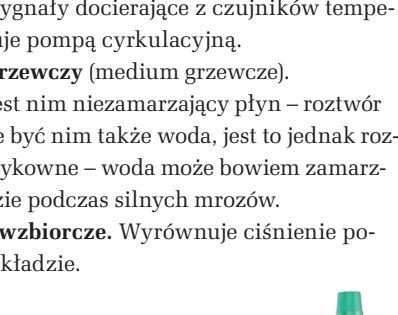 ygnały docierające z czujników tempe-
uje pompą cyrkulacyjną.
rzewczy (medium grzewcze).
est nim niezamarzający płyn – roztwór
e być nim także woda, jest to jednak roz-
ykowne – woda może bowiem zamarz-
zie podczas silnych mrozów.
wzbiorcze. Wyrównuje ciśnienie po-
kładzie.